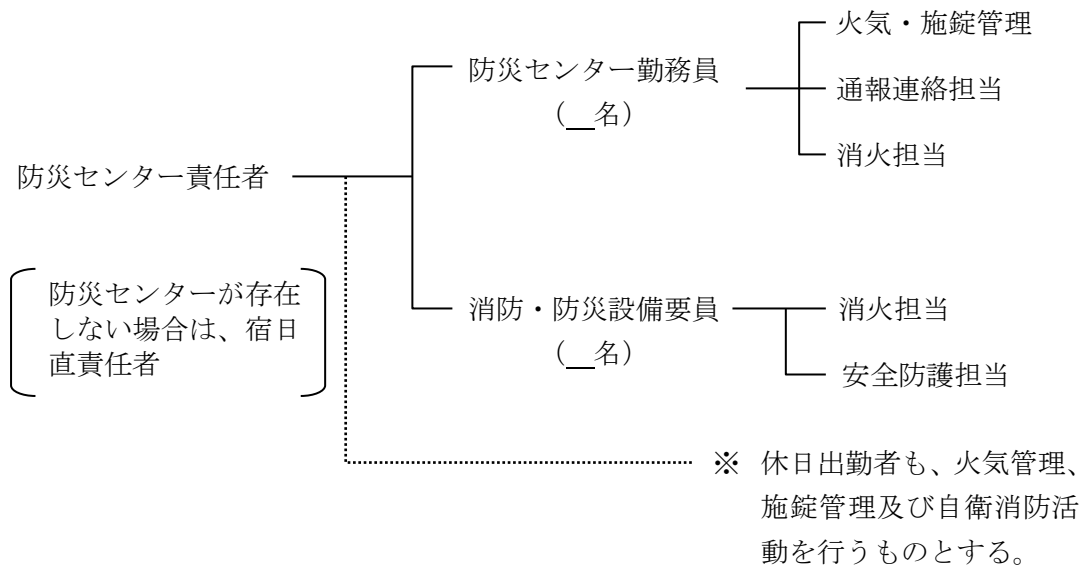 防災センター責任者
防災センターが存在
しない場合は、宿日
直責任者
防災センター勤務員
(__名)
火気・施錠管理
通報連絡担当
消火担当
消防・防災設備要員
(__名)
消火担当
安全防護担当
※ 休日出勤者も、火気管理、
施錠管理及び自衛消防活
動を行うものとする。